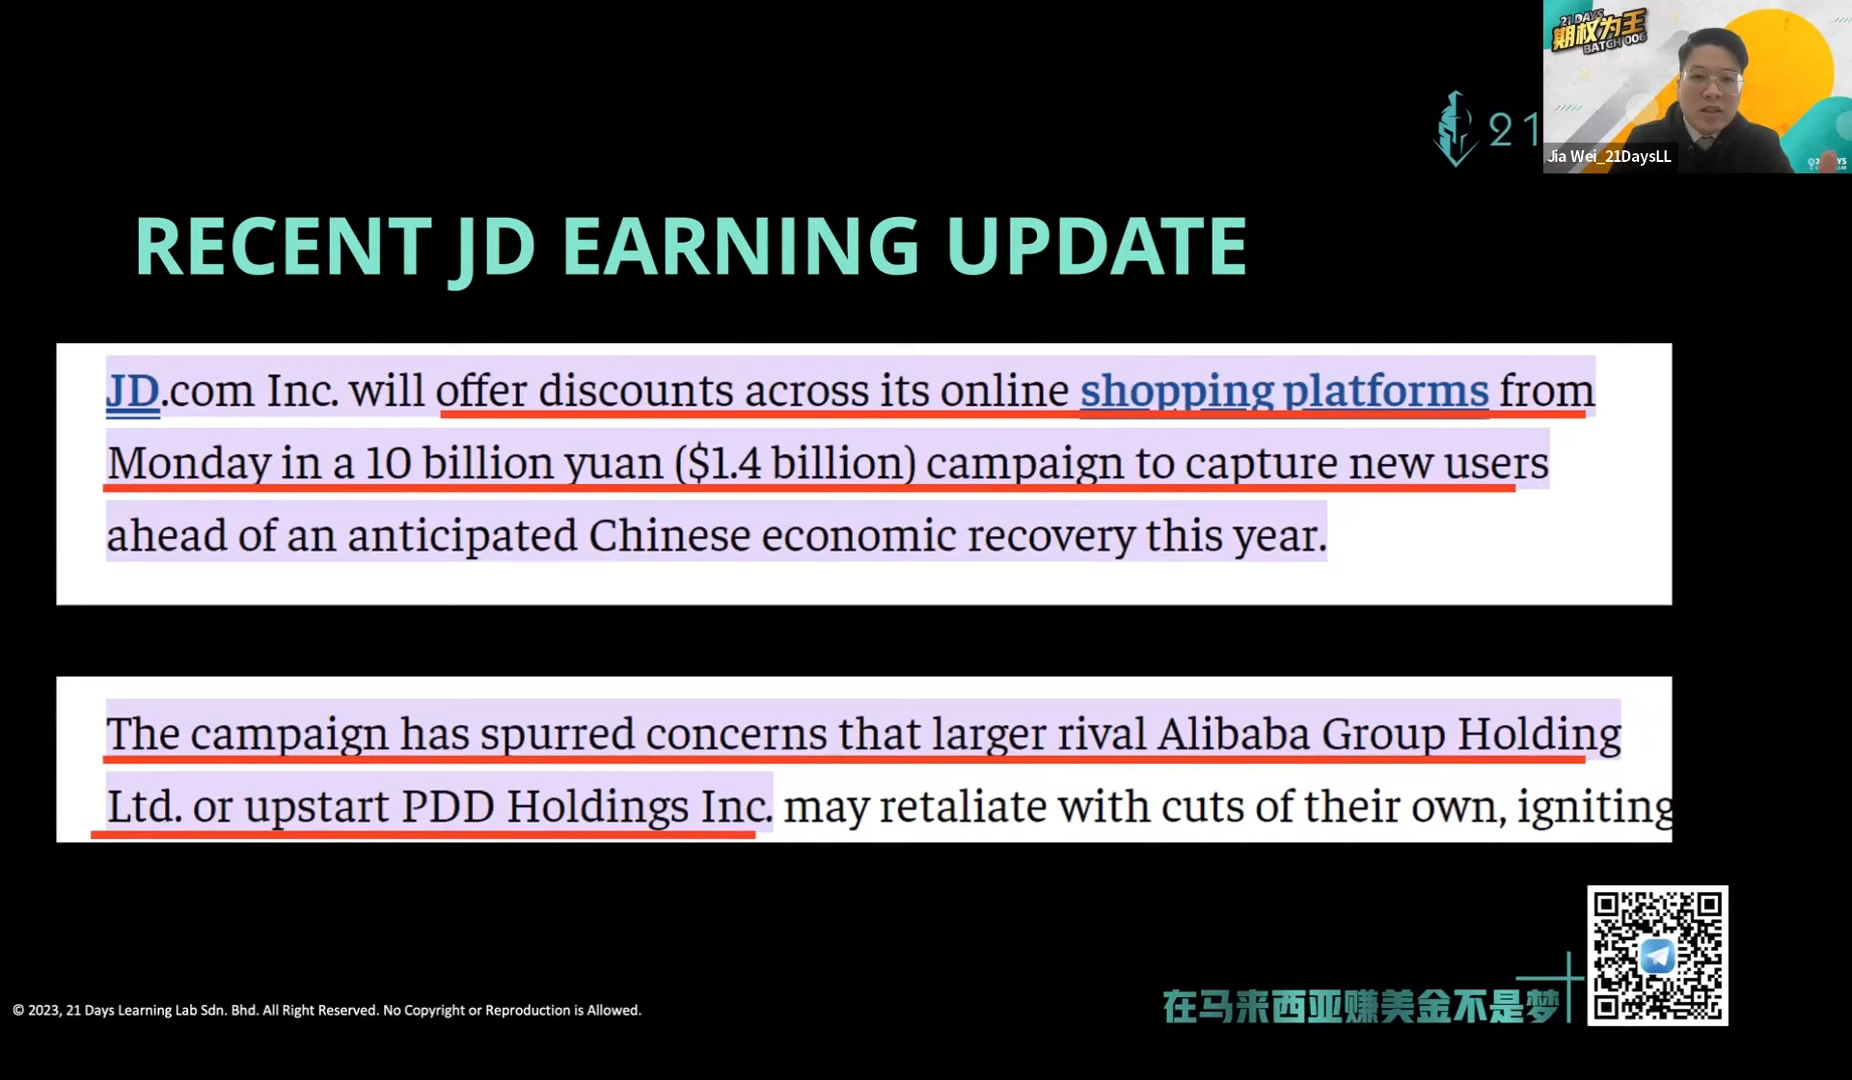 21 DAYS
期权为王
BATCH 006
21
Jia Wei_21DaysLL
RECENT JD EARNING UPDATE
JD.com Inc. will offer discounts across its online shopping platforms from
Monday in a 10 billion yuan ($1.4 billion) campaign to capture new users
ahead of an anticipated Chinese economic recovery this year.
The campaign has spurred concerns that larger rival Alibaba Group Holding
Ltd. or upstart PDD Holdings Inc. may retaliate with cuts of their own, igniting
在马来西亚赚美金不是梦
© 2023, 21 Days Learning Lab Sdn. Bhd. All Right Reserved. No Copyright or Reproduction is Allowed.